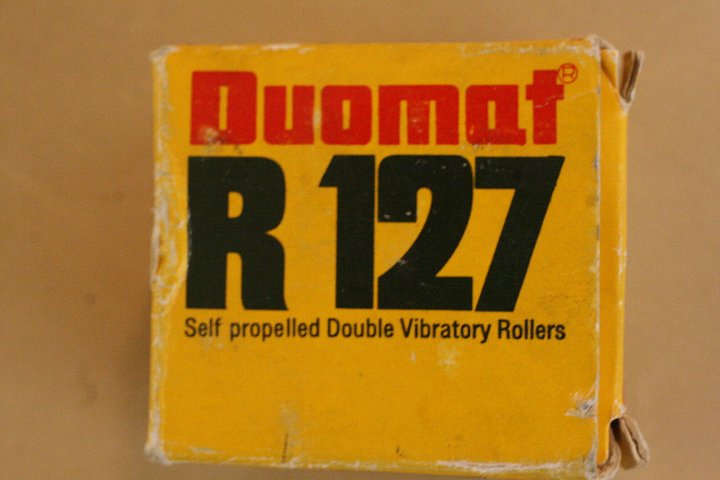 Duomat®
R 127
Self propelled Double Vibratory Rollers